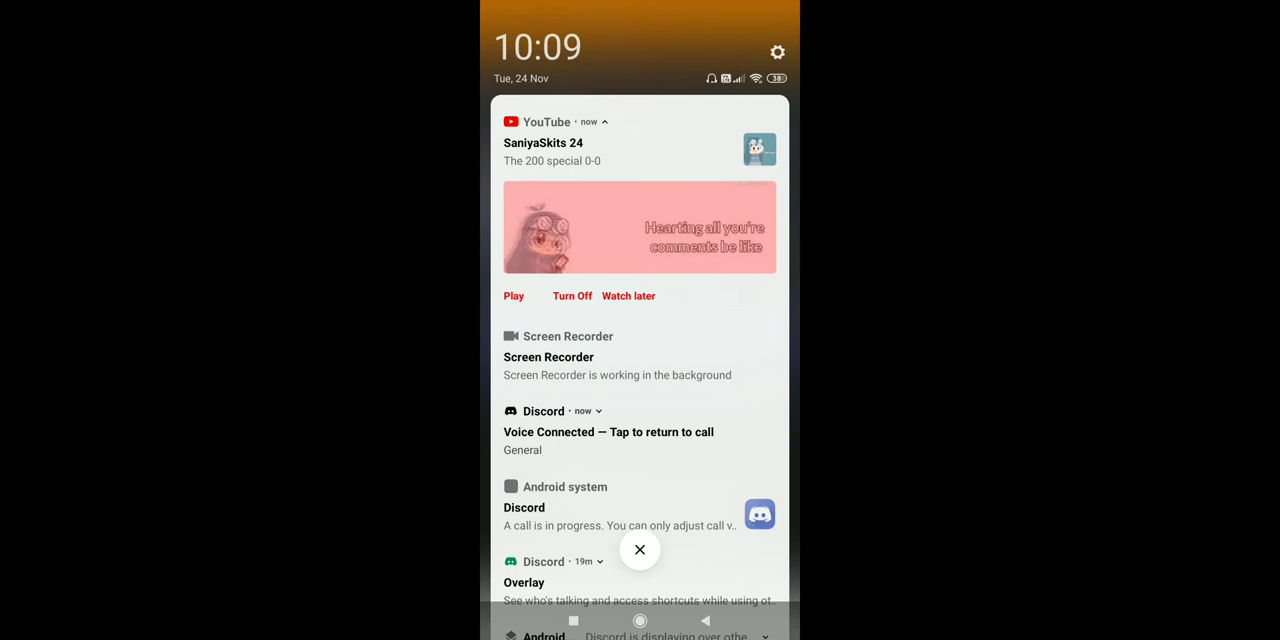 10:09
Tue, 24 Nov
38
YouTube · now
SaniyaSkits 24
The 200 special 0-0
Hearting all you're
comments be like
Play Turn Off Watch later
Screen Recorder
Screen Recorder
Screen Recorder is working in the background
Discord · now
Voice Connected — Tap to return to call
General
Android system
Discord
A call is in progress. You can only adjust call v..
Discord · 19m
Overlay
See who's talking and access shortcuts while using ot..
Android Discord is displaying over othe